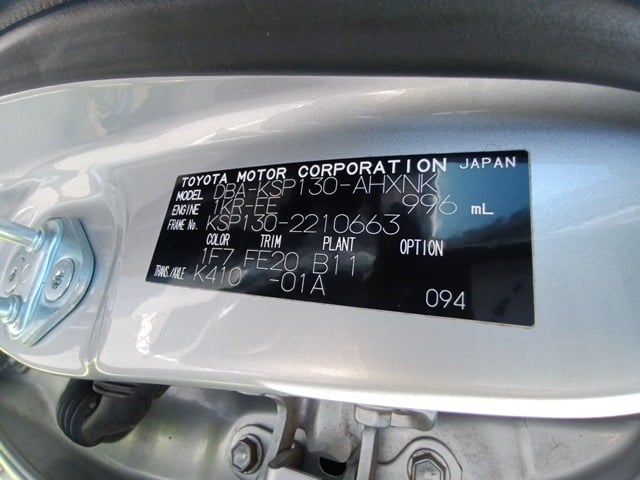 TOYOTA MOTOR CORPORATION JAPAN
MODEL DBA-KSP130-AHXNK
ENGINE 1KR-FE 996 mL
FRAME No. KSP130-2210663
COLOR TRIM PLANT OPTION
1F7 FE20 B11
TRANS./AXLE K410 -01A
094